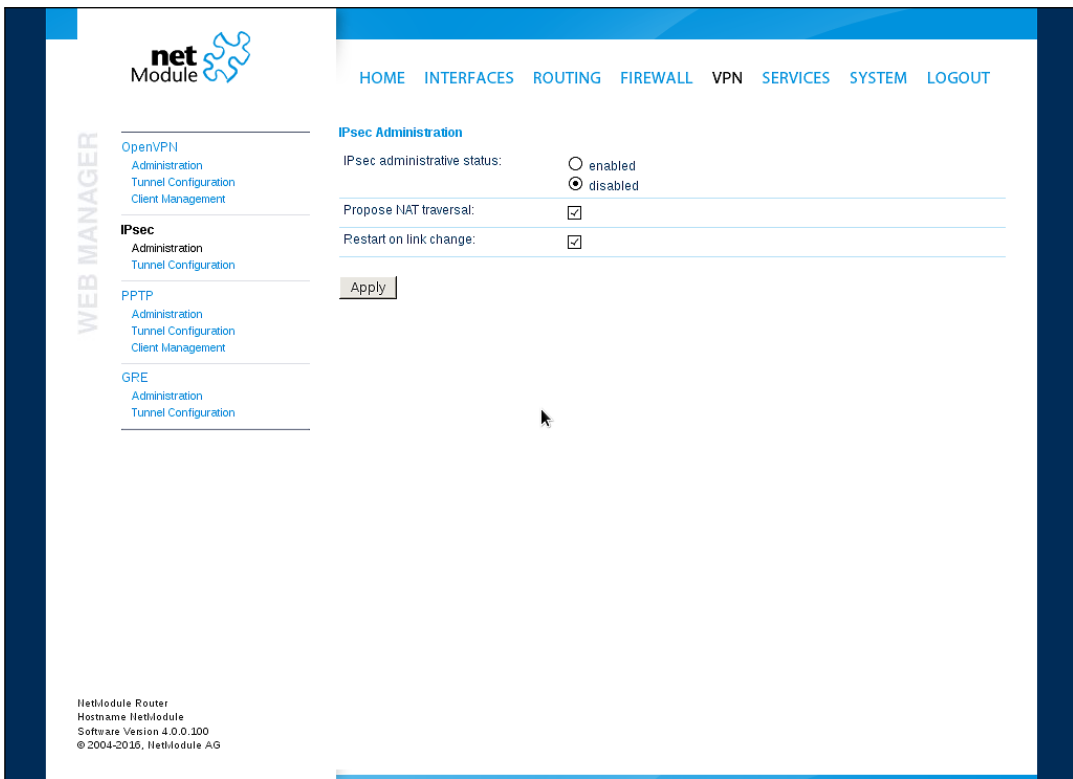 net
Module
HOME INTERFACES ROUTING FIREWALL VPN SERVICES SYSTEM LOGOUT
WEB MANAGER
OpenVPN
Administration
Tunnel Configuration
Client Management
IPsec
Administration
Tunnel Configuration
PPTP
Administration
Tunnel Configuration
Client Management
GRE
Administration
Tunnel Configuration
IPsec Administration
IPsec administrative status:
enabled
disabled
Propose NAT traversal:
Restart on link change:
Apply
NetModule Router
Hostname NetModule
Software Version 4.0.0.100
© 2004-2016, NetModule AG